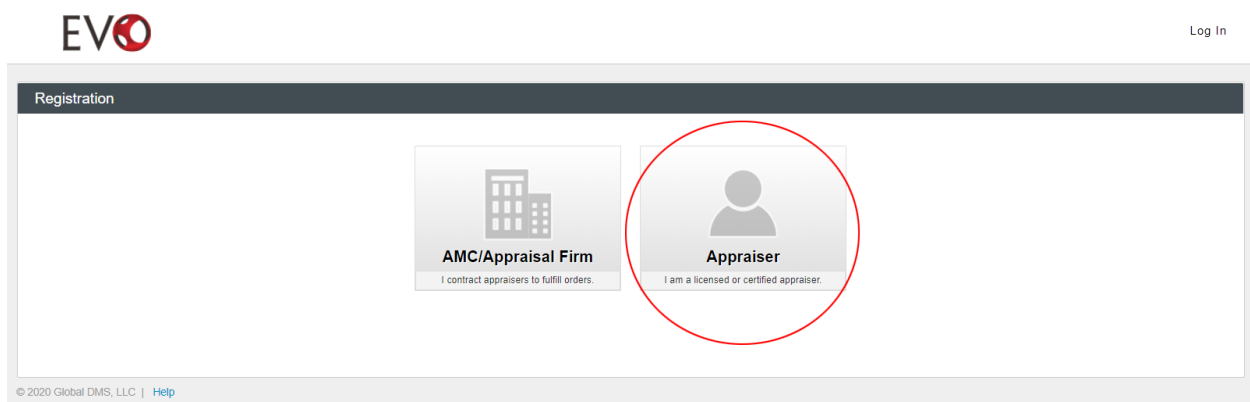 EVO
Log In
Registration
AMC/Appraisal Firm
I contract appraisers to fulfill orders.
Appraiser
I am a licensed or certified appraiser.
© 2020 Global DMS, LLC | Help